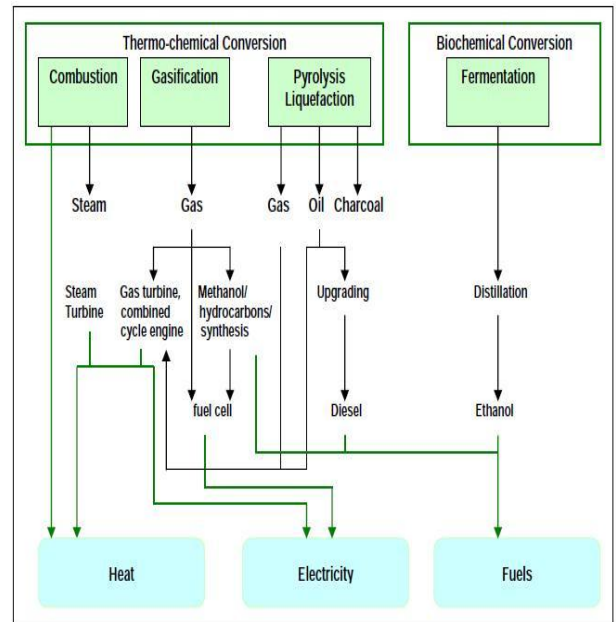 Thermo-chemical Conversion
Biochemical Conversion
Combustion
Gasification
Pyrolysis
Liquefaction
Fermentation
Steam
Gas
Gas
Oil
Charcoal
Steam
Turbine
Gas turbine,
combined
cycle engine
Methanol/
hydrocarbons/
synthesis
Upgrading
Distillation
fuel cell
Diesel
Ethanol
Heat
Electricity
Fuels